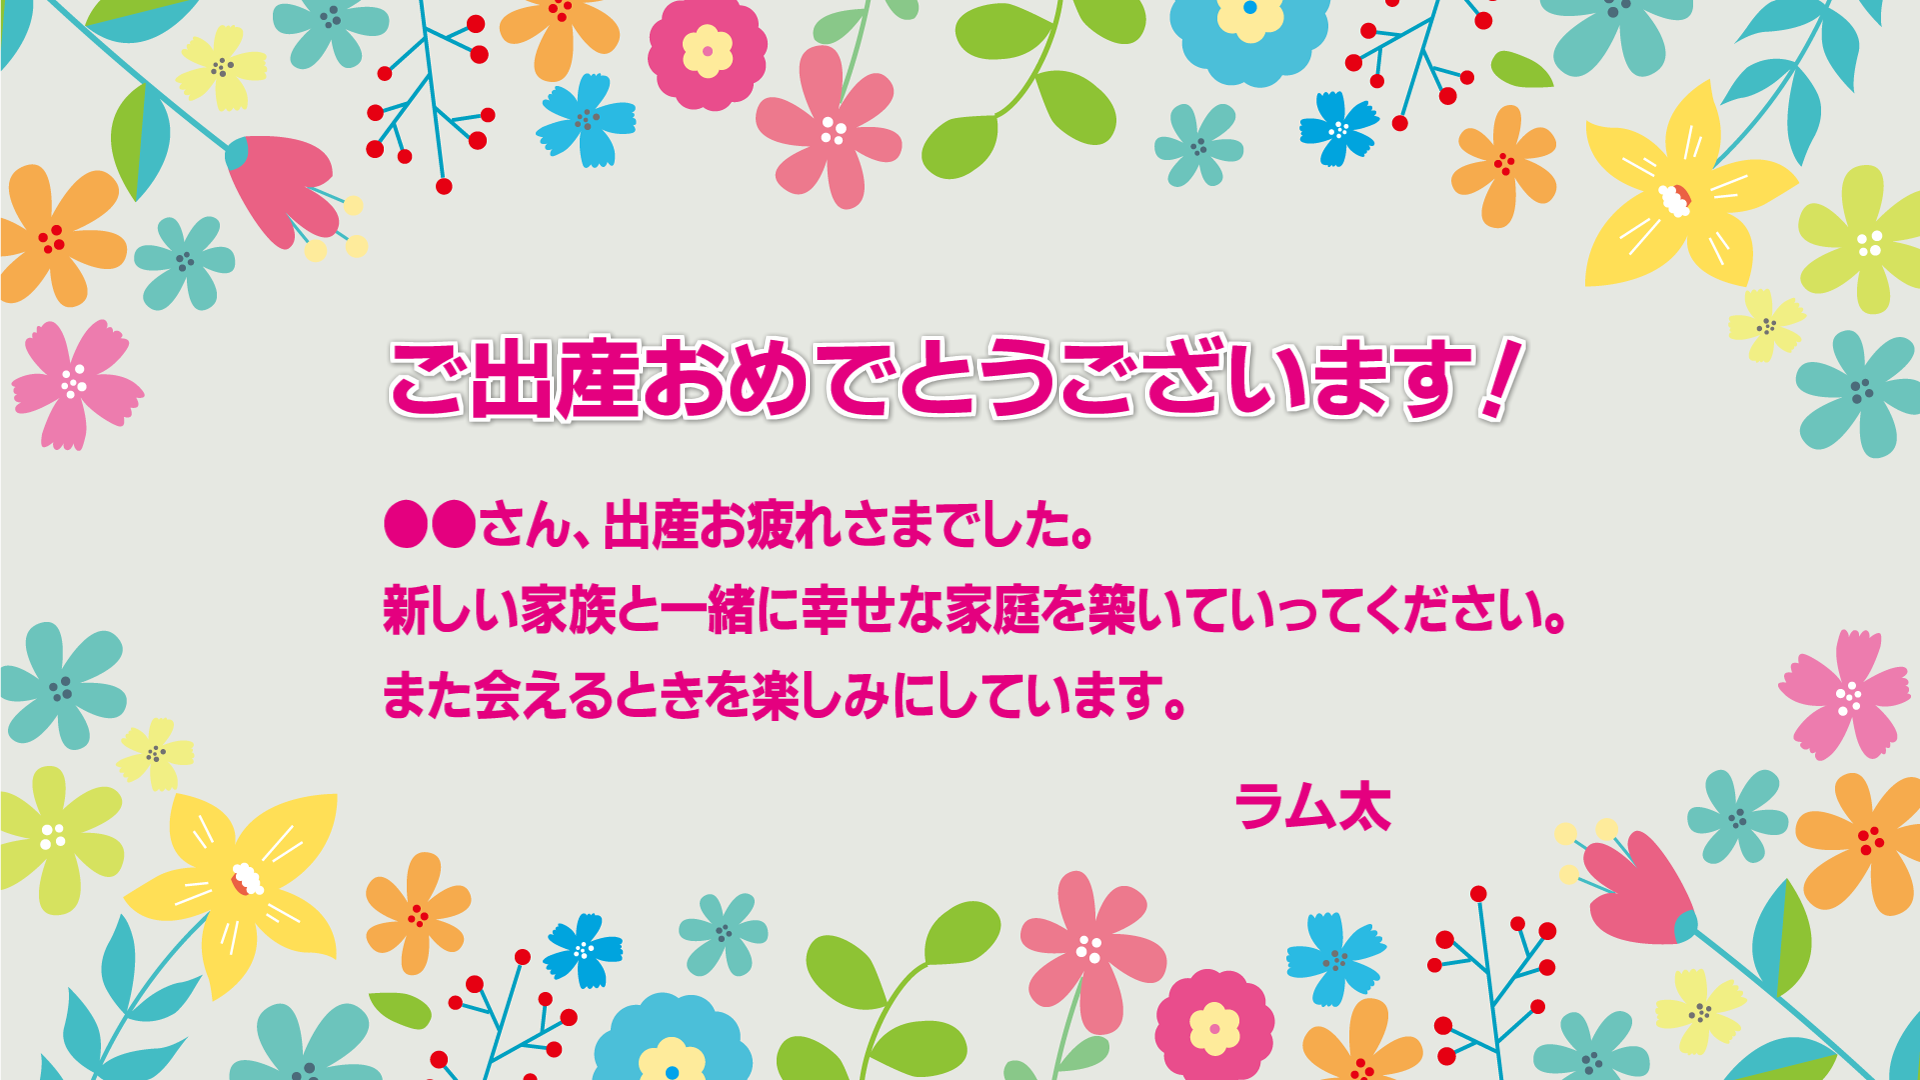 ご出産おめでとうございます！
●●さん、出産お疲れさまでした。
新しい家族と一緒に幸せな家庭を築いていってください。
また会えるときを楽しみにしています。
ラム太